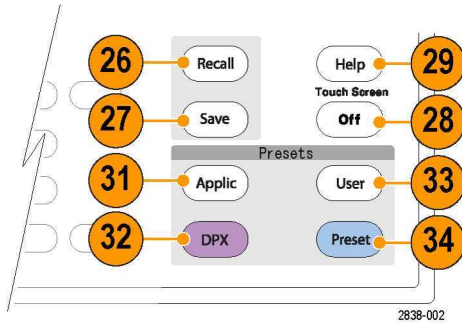 26 Recall Help 29
Touch Screen
27 Save Off 28
Presets
31 Applic User 33
32 DPX Preset 34
2838-002